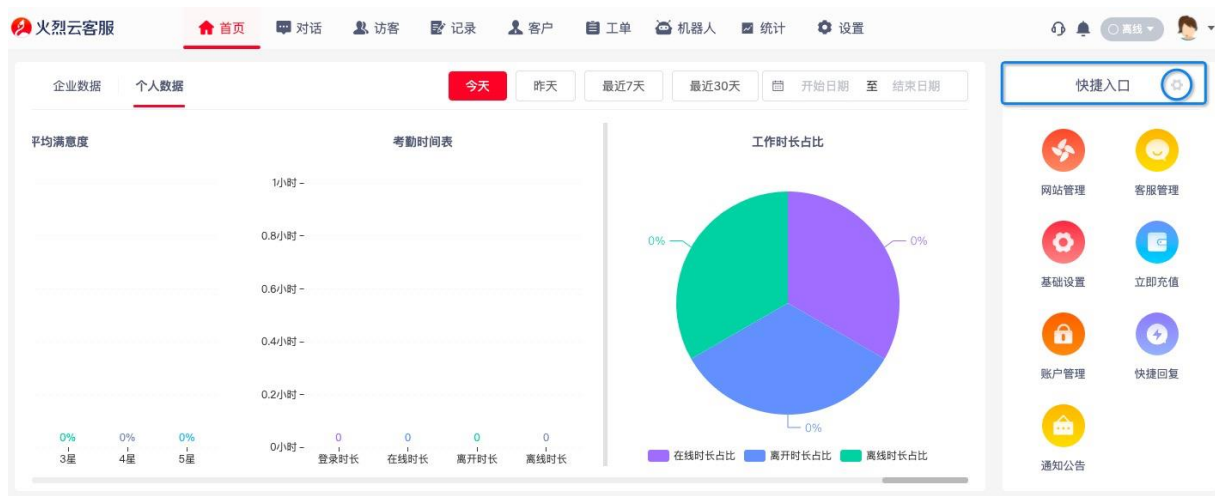 火烈云客服
首页 对话 访客 记录 客户 工单 机器人 统计 设置
离线
企业数据 个人数据
今天 昨天 最近7天 最近30天 开始日期 至 结束日期
快捷入口
平均满意度
0% 0% 0%
3星 4星 5星
考勤时间表
1小时
0.8小时
0.6小时
0.4小时
0.2小时
0小时
0 0 0 0
登录时长 在线时长 离开时长 离线时长
工作时长占比
0% 0%
0%
在线时长占比 离开时长占比 离线时长占比
网站管理 客服管理
基础设置 立即充值
账户管理 快捷回复
通知公告